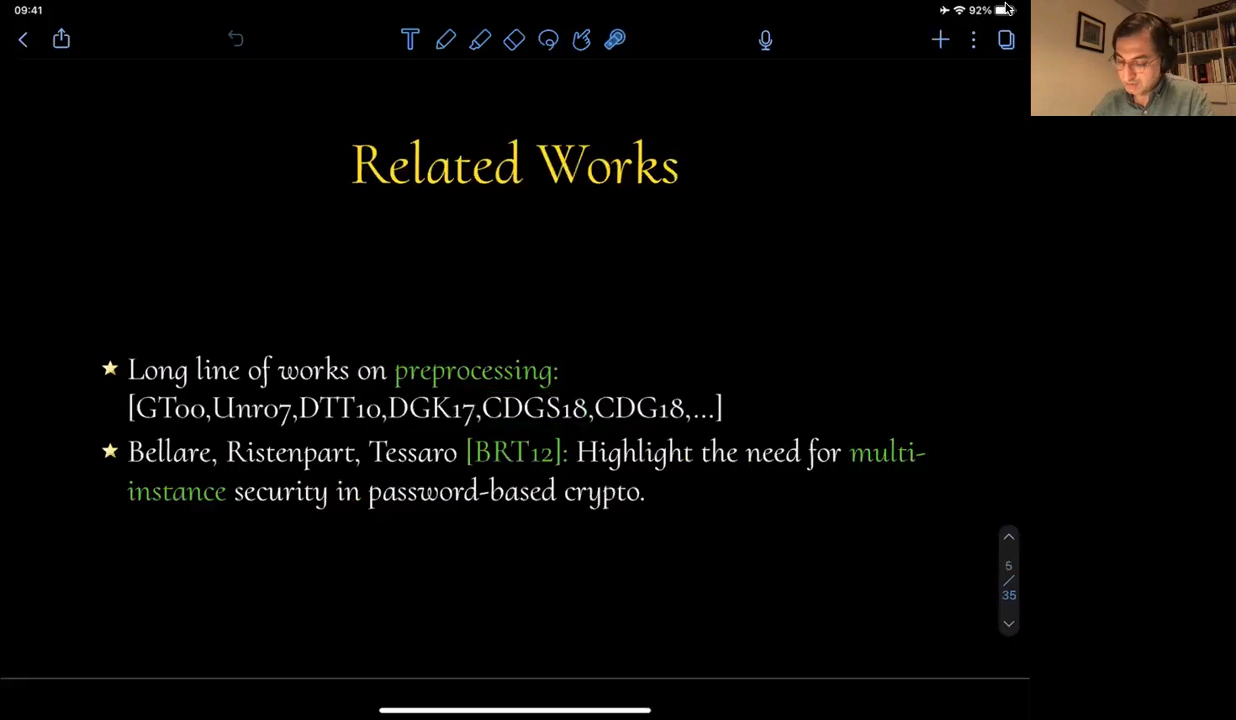 09:41
92%
T
Related Works
Long line of works on preprocessing:
[GT00,Unr07,DTT10,DGK17,CDGS18,CDG18,...]
Bellare, Ristenpart, Tessaro [BRT12]: Highlight the need for multi-
instance security in password-based crypto.
5
/
35